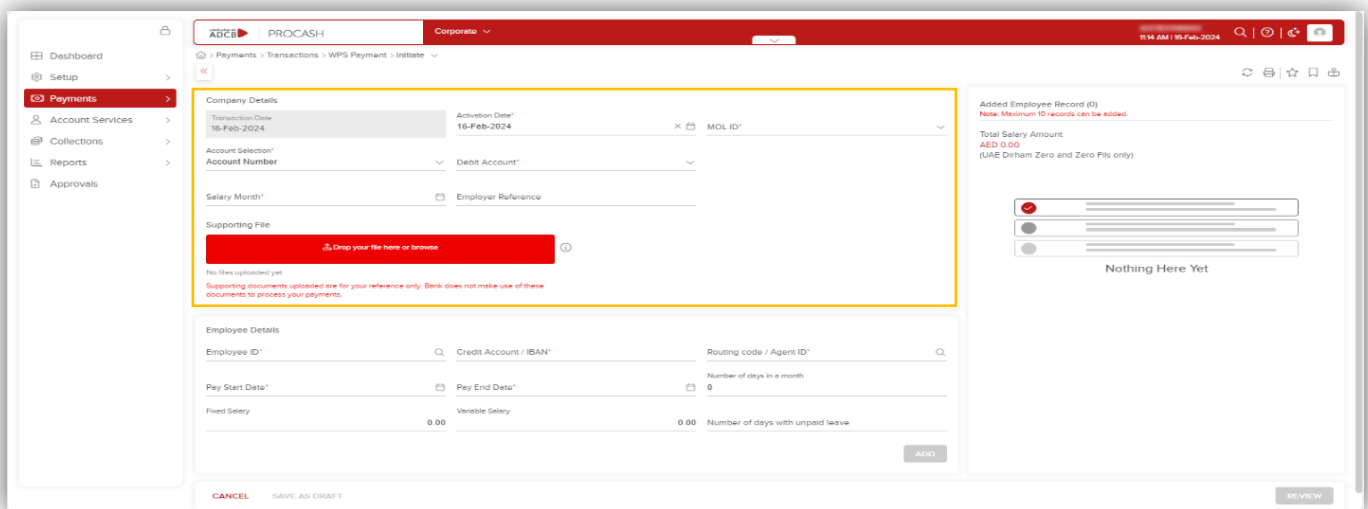 ADCB
PROCASH
Corporate
11:14 AM | 16-Feb-2024
Dashboard
Setup
Payments
Account Services
Collections
Reports
Approvals
> Payments > Transactions > WPS Payment > Initiate
Company Details
Transaction Date
16-Feb-2024
Activation Date*
16-Feb-2024
MOL ID*
Account Selection*
Account Number
Debit Account*
Salary Month*
Employer Reference
Supporting File
Drop your file here or browse
No files uploaded yet
Supporting documents uploaded are for your reference only. Bank does not make use of these
documents to process your payments.
Employee Details
Employee ID*
Credit Account / IBAN*
Routing code / Agent ID*
Pay Start Date*
Pay End Date*
Number of days in a month
0
Fixed Salary
0.00
Variable Salary
0.00
Number of days with unpaid leave
ADD
CANCEL
SAVE AS DRAFT
REVIEW
Added Employee Record (0)
Note: Maximum 10 records can be added.
Total Salary Amount
AED 0.00
(UAE Dirham Zero and Zero Fils only)
Nothing Here Yet